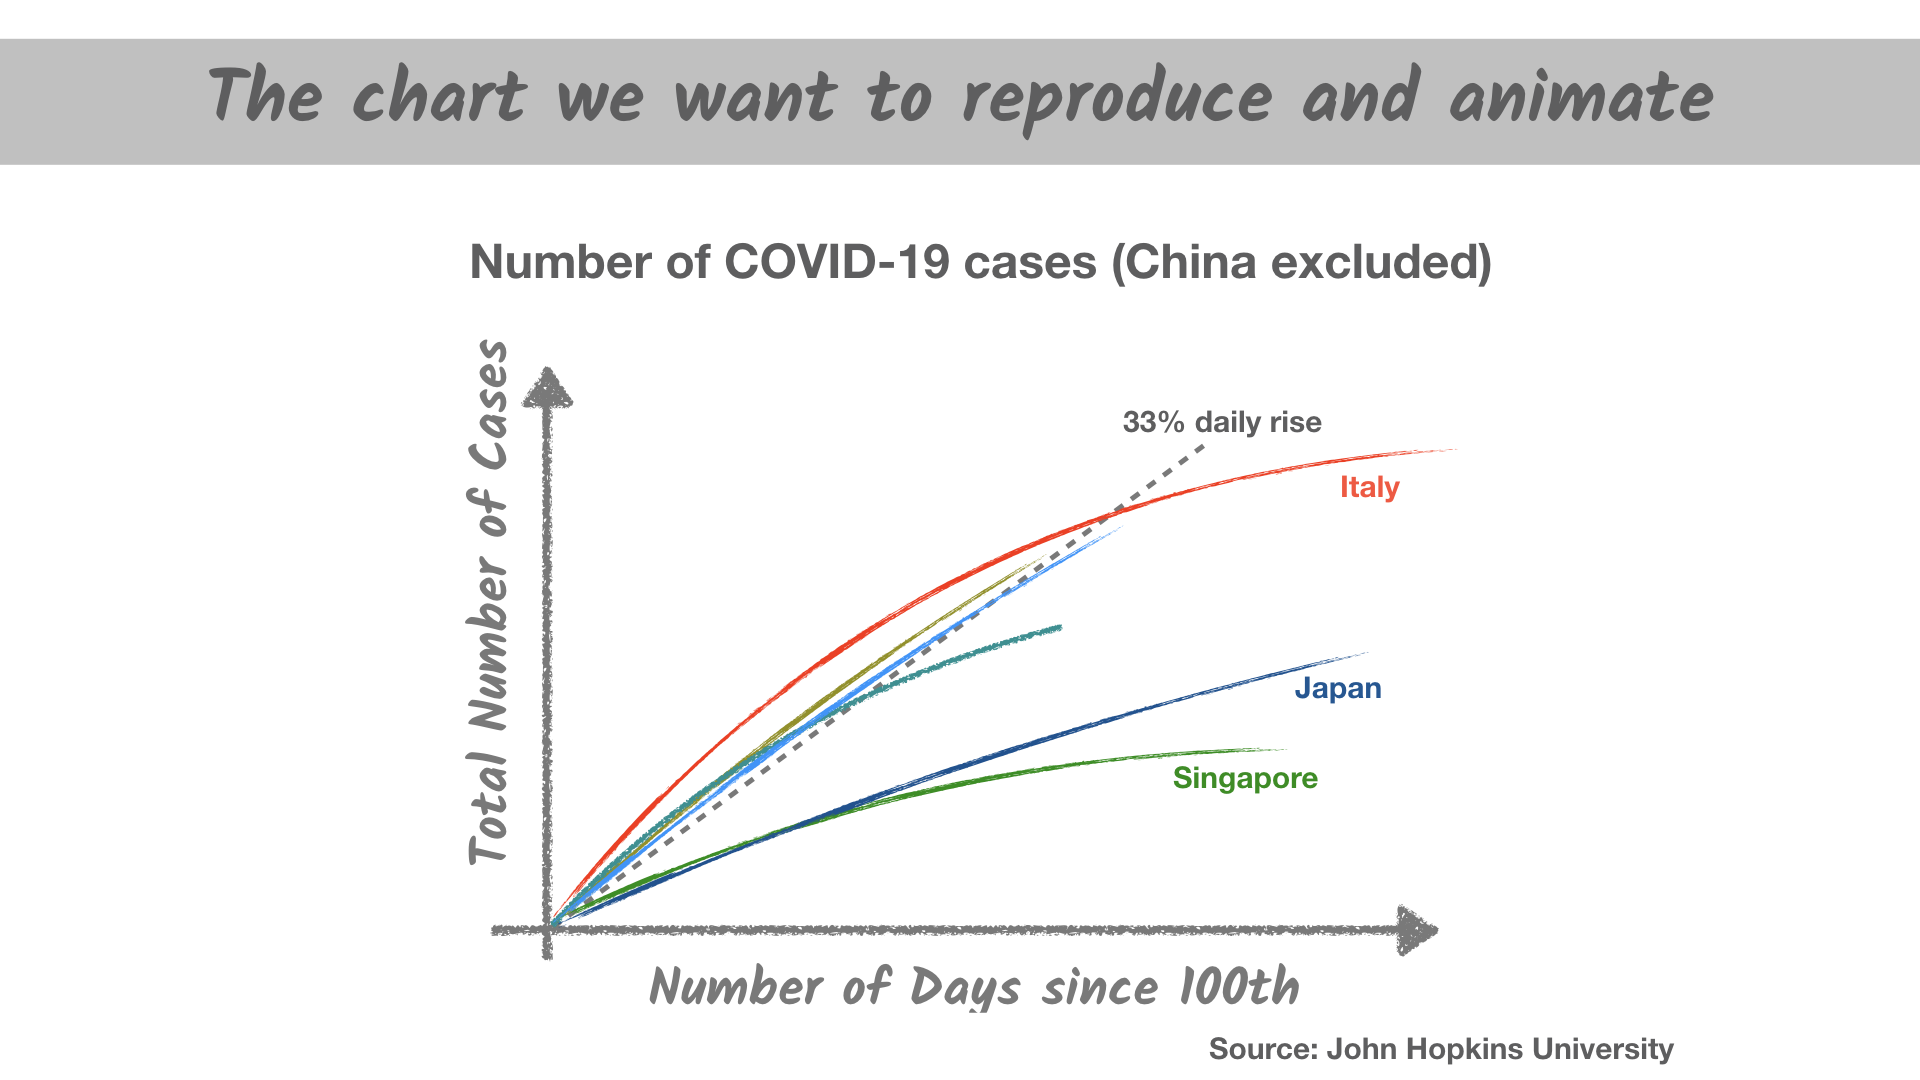 The chart we want to reproduce and animate
Number of COVID-19 cases (China excluded)
Total Number of Cases
33% daily rise
Italy
Japan
Singapore
Number of Days since 100th
Source: John Hopkins University